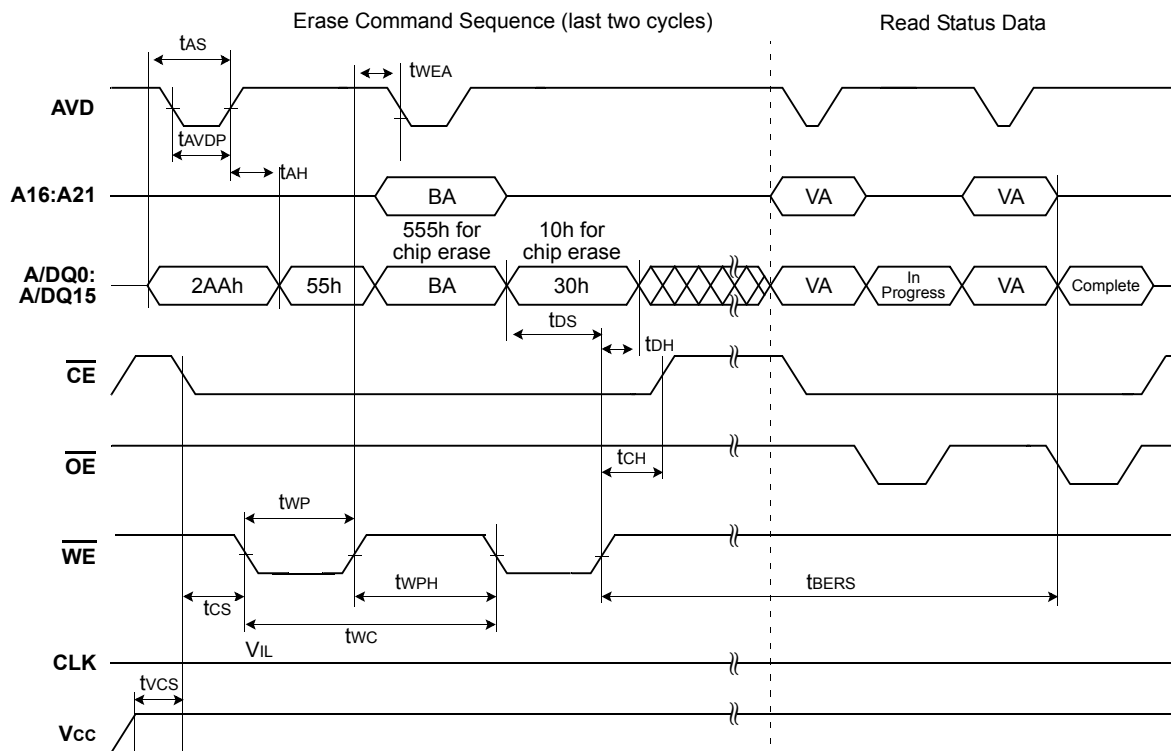 Erase Command Sequence (last two cycles)
Read Status Data
tAS
tWEA
AVD
tAVDP
tAH
A16:A21
BA
VA
VA
555h for
chip erase
10h for
chip erase
A/DQ0:
A/DQ15
2AAh
55h
BA
30h
VA
In
Progress
VA
Complete
tDS
tDH
CE
OE
tCH
tWP
WE
tWPH
tBERS
tCS
tWC
VIL
CLK
tVCS
Vcc